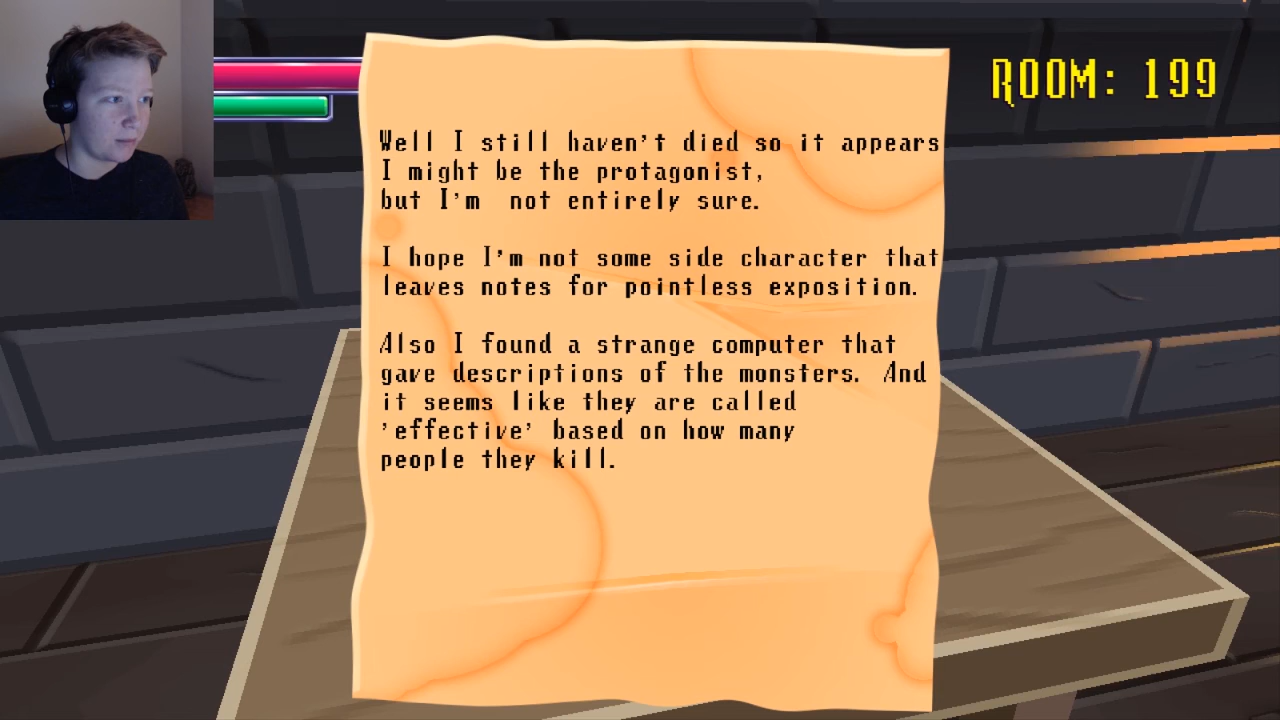 ROOM: 199
Well I still haven't died so it appears
I might be the protagonist,
but I'm  not entirely sure.
I hope I'm not some side character that
leaves notes for pointless exposition.
Also I found a strange computer that
gave descriptions of the monsters.  And
it seems like they are called
'effective' based on how many
people they kill.